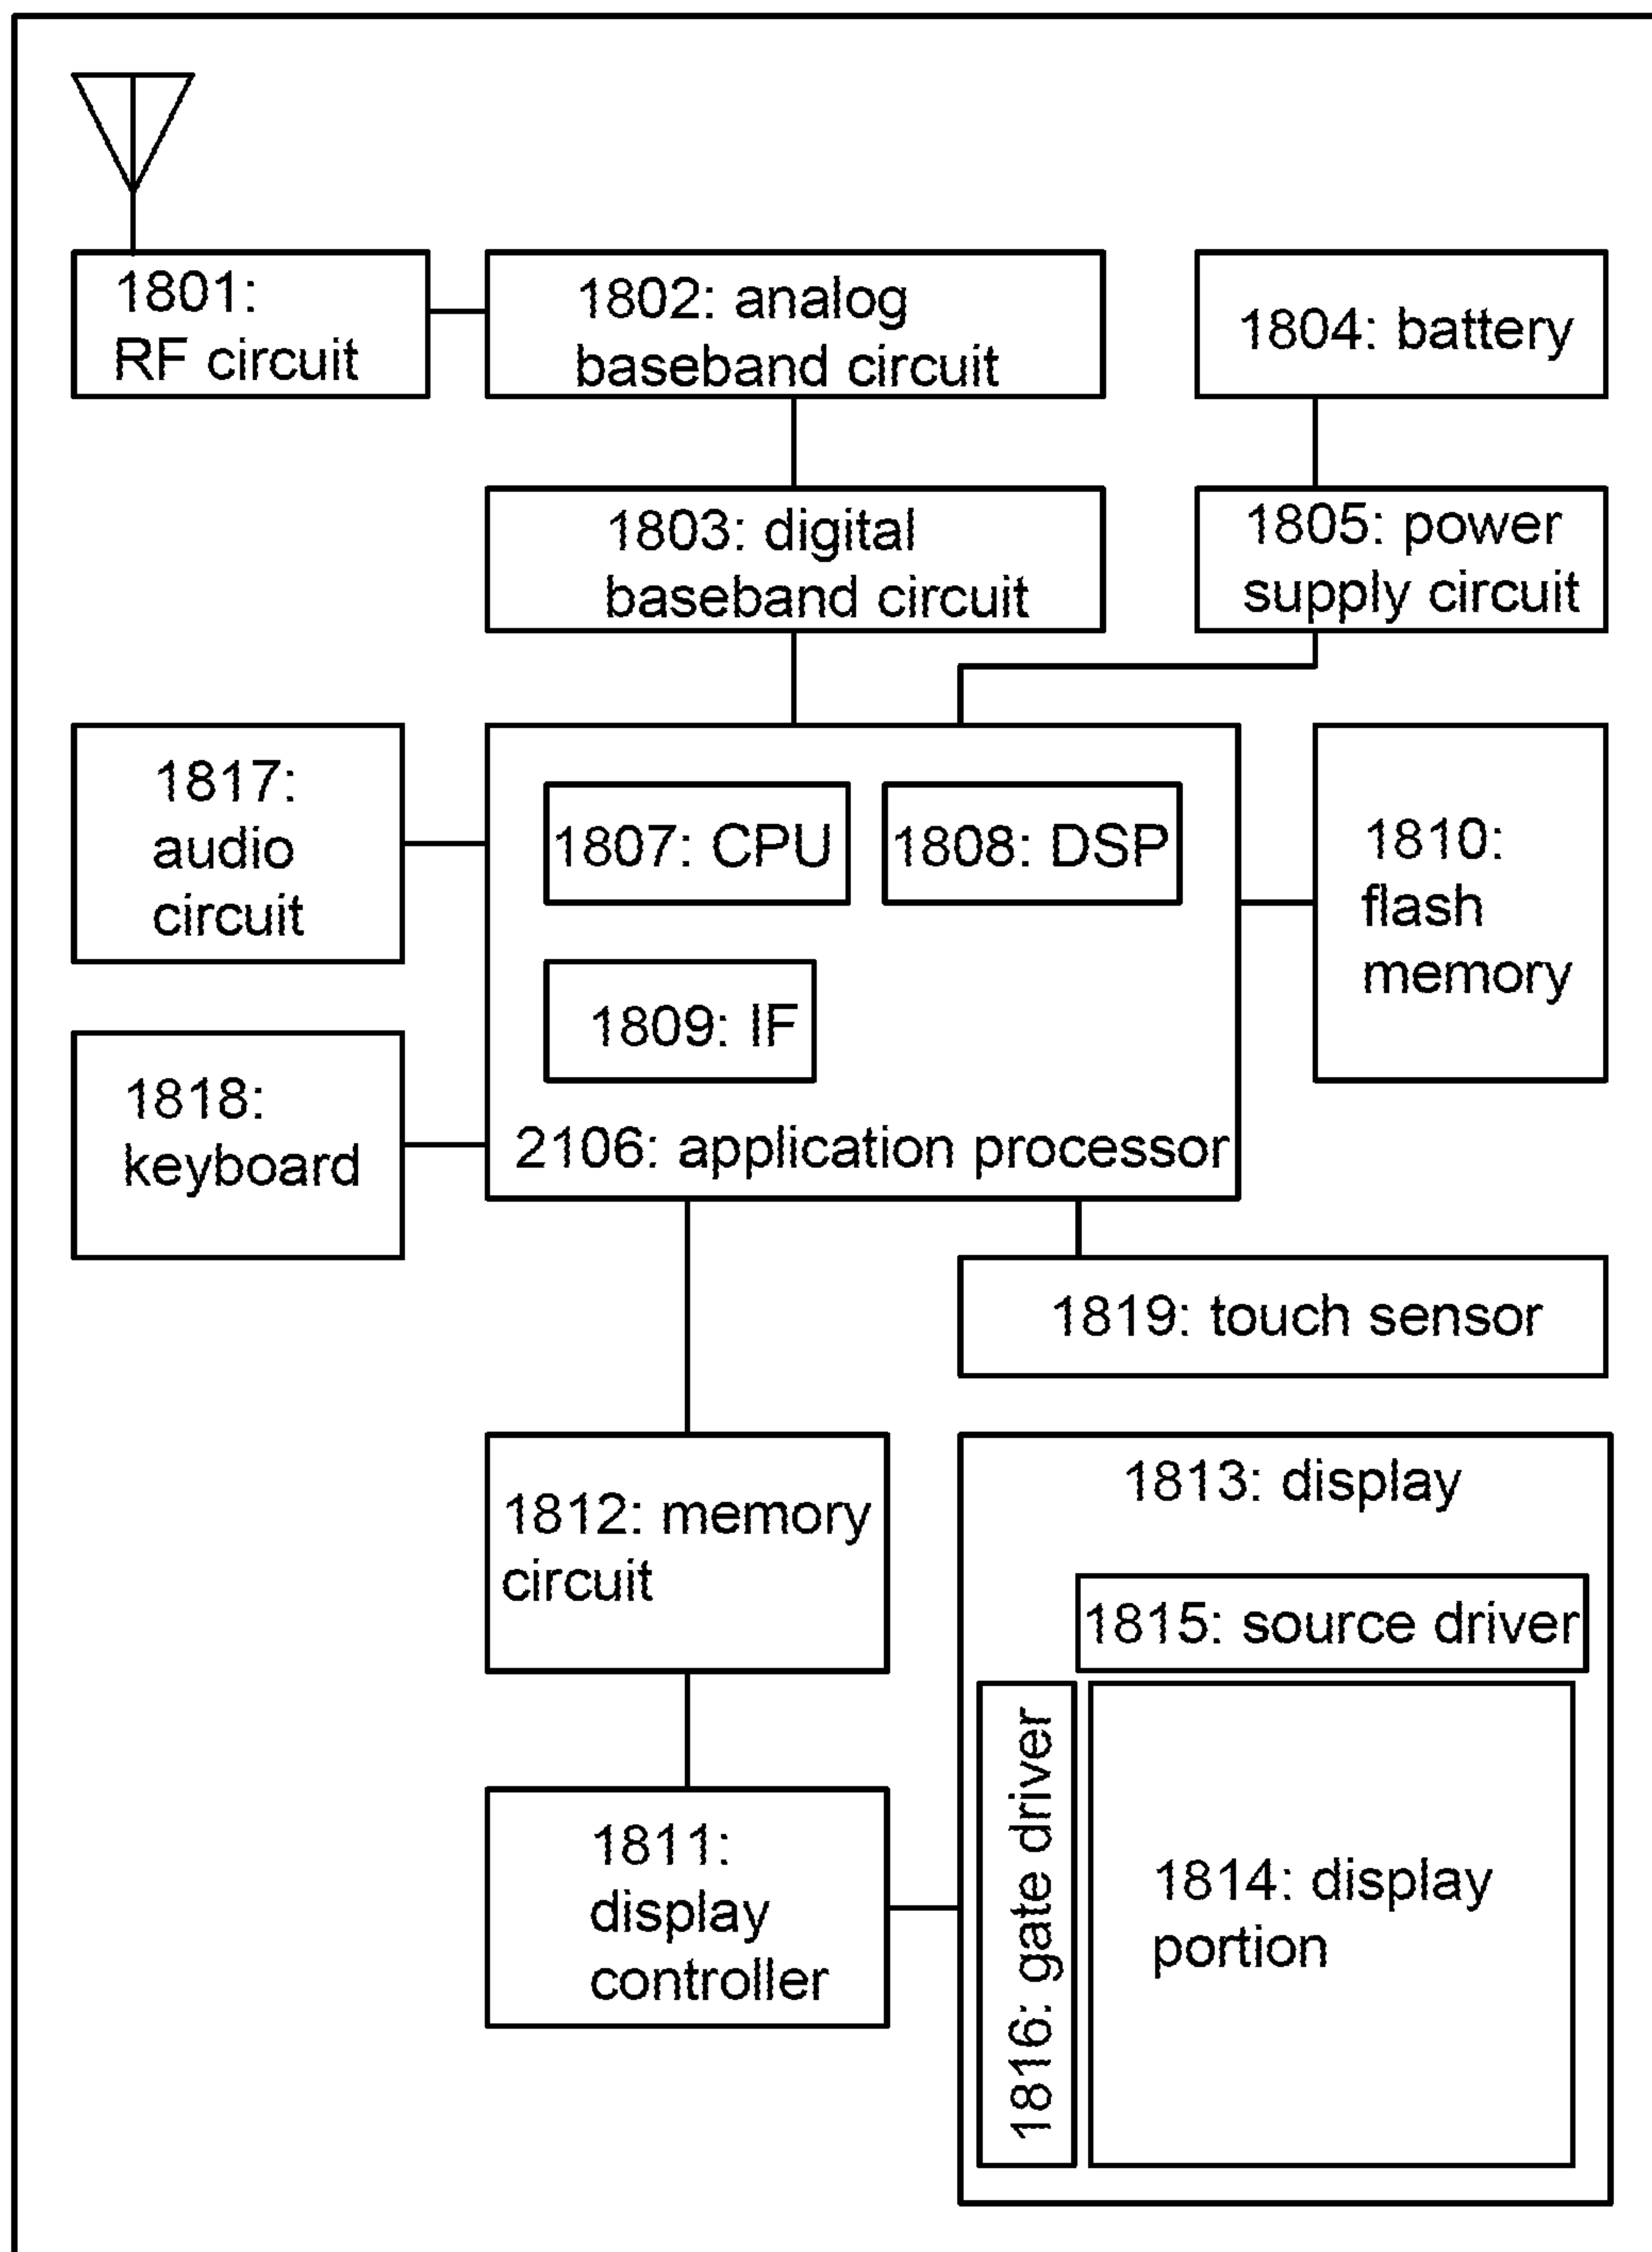 1801:
RF circuit
1802: analog
baseband circuit
1804: battery
1803: digital
baseband circuit
1805: power
supply circuit
1817:
audio
circuit
1807: CPU
1808: DSP
1810:
flash
memory
1809: IF
1818:
keyboard
2106: application processor
1819: touch sensor
1812: memory
circuit
1813: display
1815: source driver
1816: gate driver
1811:
display
controller
1814: display
portion